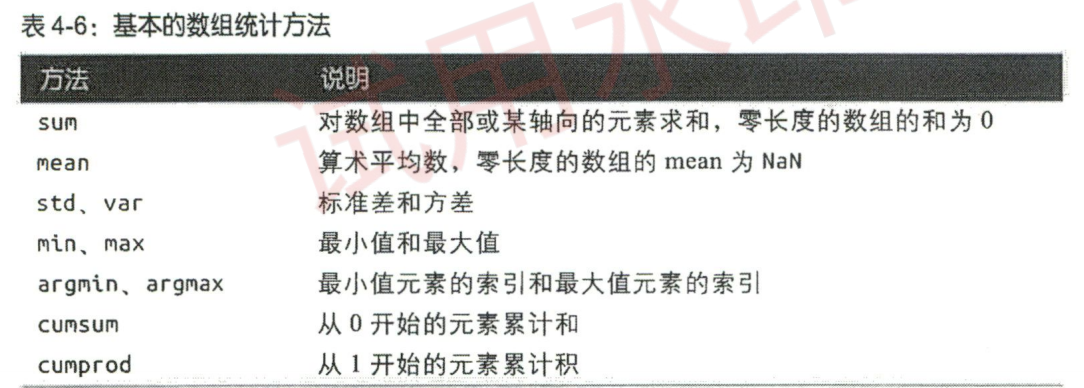 表 4-6：基本的数组统计方法
方法 说明
sum 对数组中全部或某轴向的元素求和，零长度的数组的和为 0
mean 算术平均数，零长度的数组的 mean 为 NaN
std、var 标准差和方差
min、max 最小值和最大值
argmin、argmax 最小值元素的索引和最大值元素的索引
cumsum 从 0 开始的元素累计和
cumprod 从 1 开始的元素累计积
试用水印